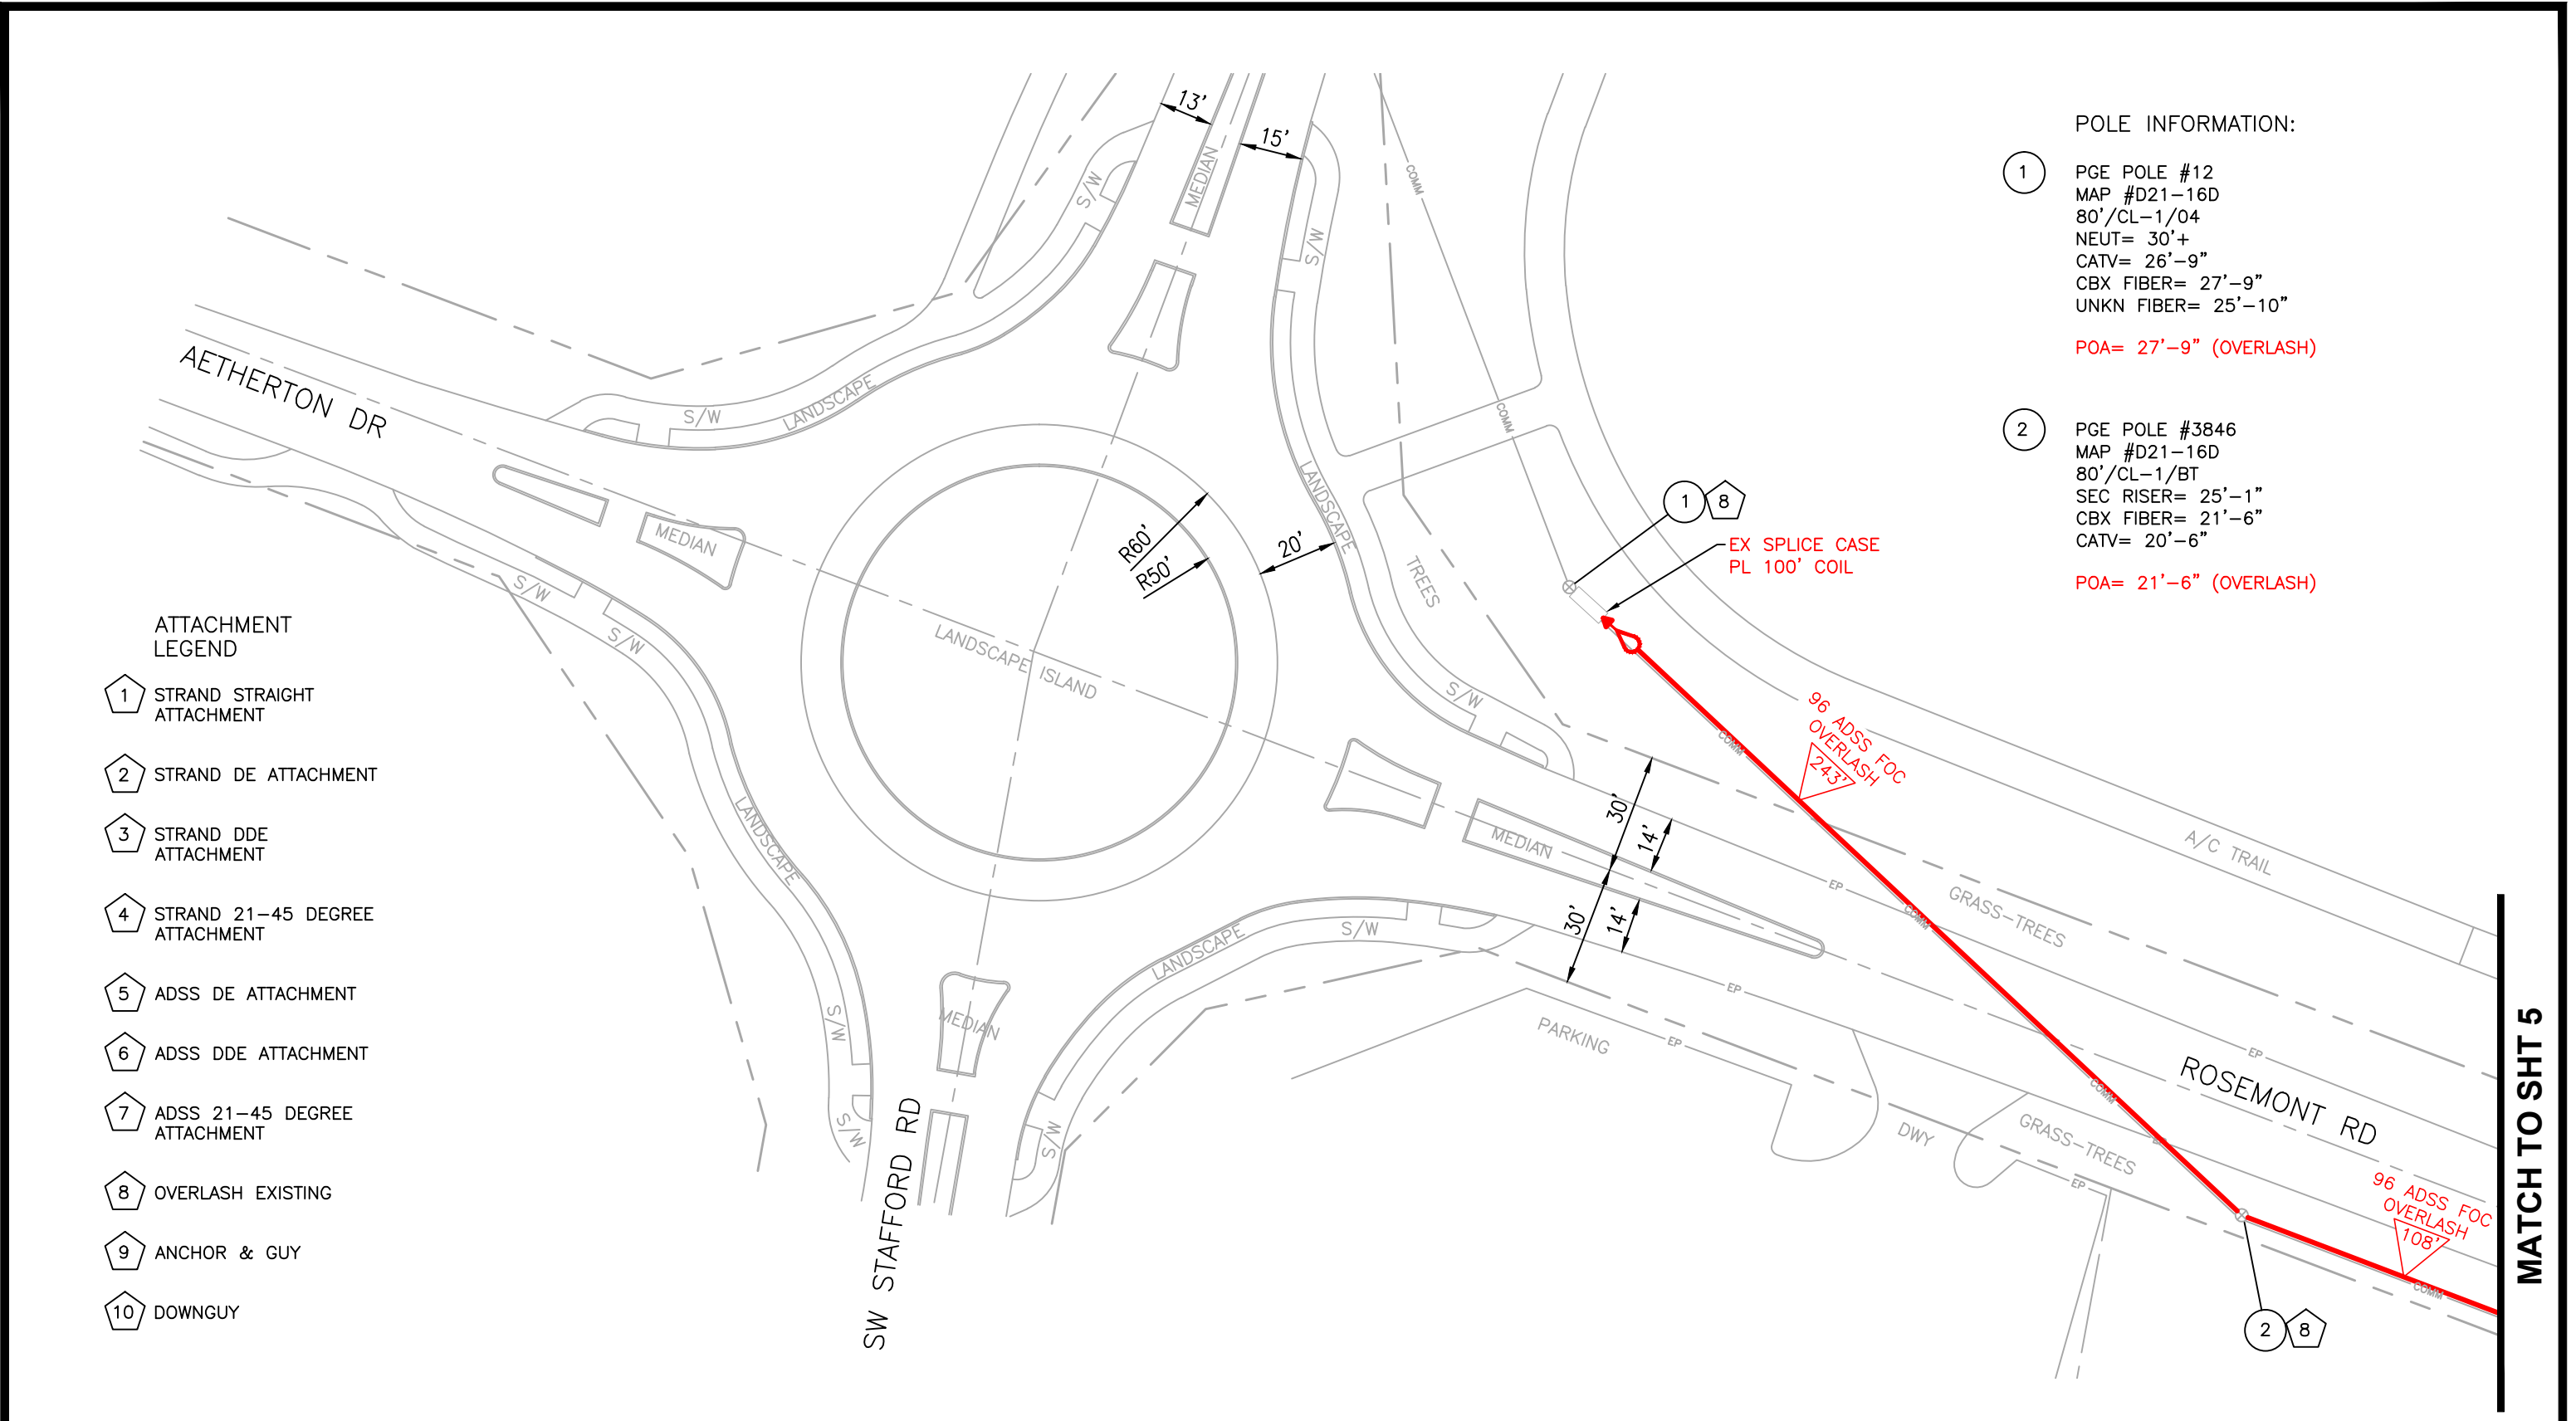 POLE INFORMATION:
1
PGE POLE #12
MAP #D21-16D
80'/CL-1/04
NEUT= 30'+
CATV= 26'-9"
CBX FIBER= 27'-9"
UNKN FIBER= 25'-10"
POA= 27'-9" (OVERLASH)
2
PGE POLE #3846
MAP #D21-16D
80'/CL-1/BT
SEC RISER= 25'-1"
CBX FIBER= 21'-6"
CATV= 20'-6"
POA= 21'-6" (OVERLASH)
13'
15'
MEDIAN
S/W
S/W
COMM
COMM
AETHERTON DR
S/W
LANDSCAPE
LANDSCAPE
MEDIAN
R60'
R50'
20'
TREES
1
8
EX SPLICE CASE
PL 100' COIL
S/W
S/W
LANDSCAPE ISLAND
S/W
COMM
96 ADSS FOC
OVERLASH
243'
LANDSCAPE
30'
14'
MEDIAN
30'
14'
EP
COMM
GRASS-TREES
A/C TRAIL
LANDSCAPE
S/W
EP
S/W
MEDIAN
PARKING
EP
S/W
S/W
DWY
COMM
EP
GRASS-TREES
EP
EP
ROSEMONT RD
SW STAFFORD RD
96 ADSS FOC
OVERLASH
108'
COMM
2
8
MATCH TO SHT 5
ATTACHMENT
LEGEND
1
STRAND STRAIGHT
ATTACHMENT
2
STRAND DE ATTACHMENT
3
STRAND DDE
ATTACHMENT
4
STRAND 21-45 DEGREE
ATTACHMENT
5
ADSS DE ATTACHMENT
6
ADSS DDE ATTACHMENT
7
ADSS 21-45 DEGREE
ATTACHMENT
8
OVERLASH EXISTING
9
ANCHOR & GUY
10
DOWNGUY